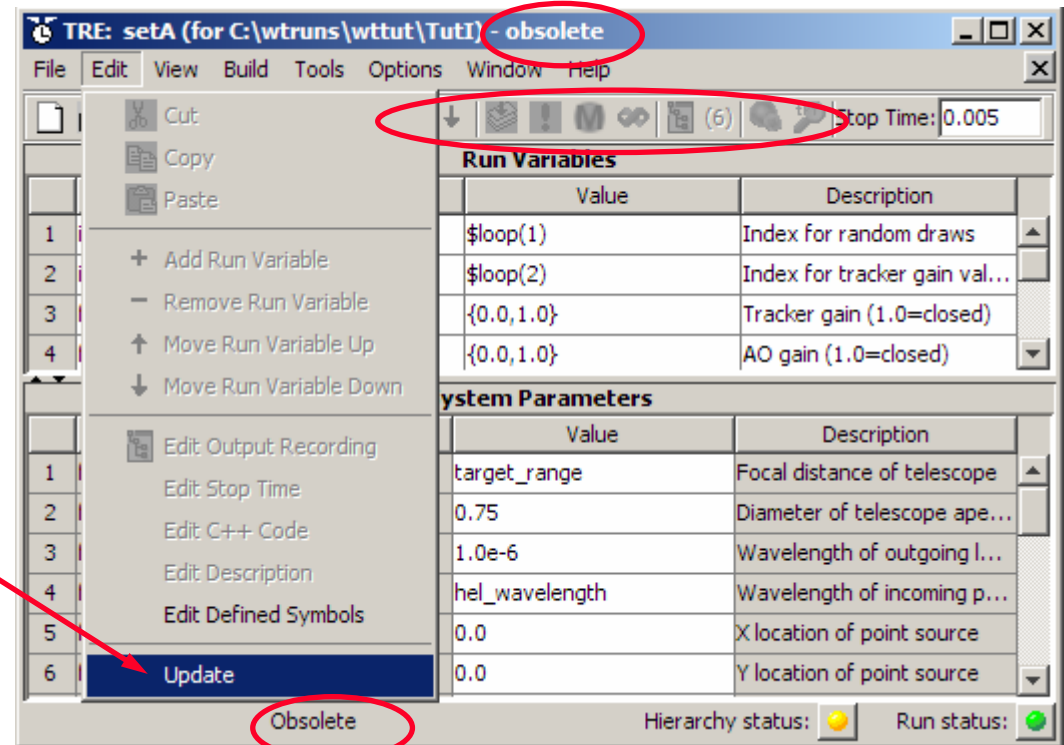 TRE: setA (for C:\wtruns\wttut\TutI) - obsolete
File Edit View Build Tools Options Window Help
(6) Stop Time: 0.005
Cut
Copy
Paste
Add Run Variable
Remove Run Variable
Move Run Variable Up
Move Run Variable Down
Edit Output Recording
Edit Stop Time
Edit C++ Code
Edit Description
Edit Defined Symbols
Update
Run Variables
Value Description
1 $loop(1) Index for random draws
2 $loop(2) Index for tracker gain val...
3 {0.0,1.0} Tracker gain (1.0=closed)
4 {0.0,1.0} AO gain (1.0=closed)
ystem Parameters
Value Description
1 target_range Focal distance of telescope
2 0.75 Diameter of telescope ape...
3 1.0e-6 Wavelength of outgoing l...
4 hel_wavelength Wavelength of incoming p...
5 0.0 X location of point source
6 0.0 Y location of point source
Obsolete Hierarchy status: Run status: